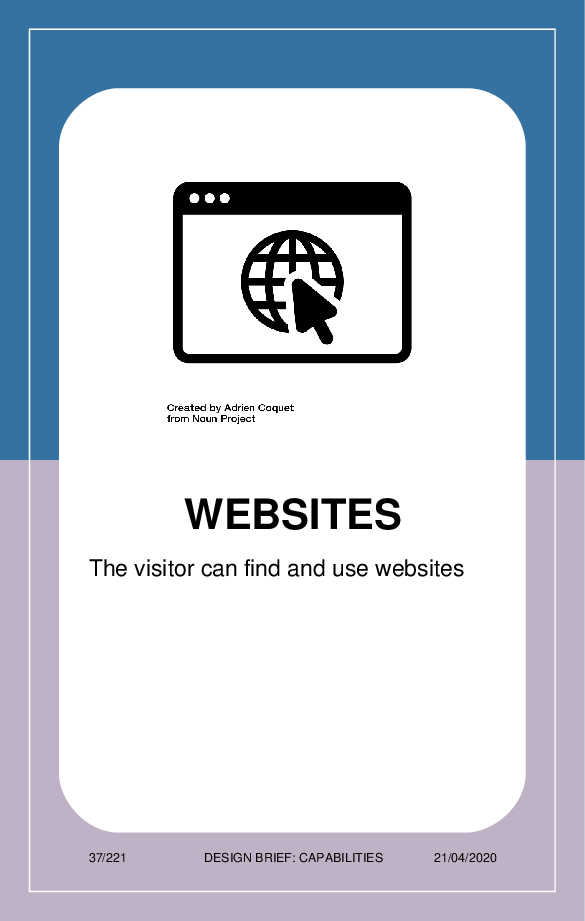 Created by Adrien Coquet
from Noun Project
WEBSITES
The visitor can find and use websites
37/221 DESIGN BRIEF: CAPABILITIES 21/04/2020